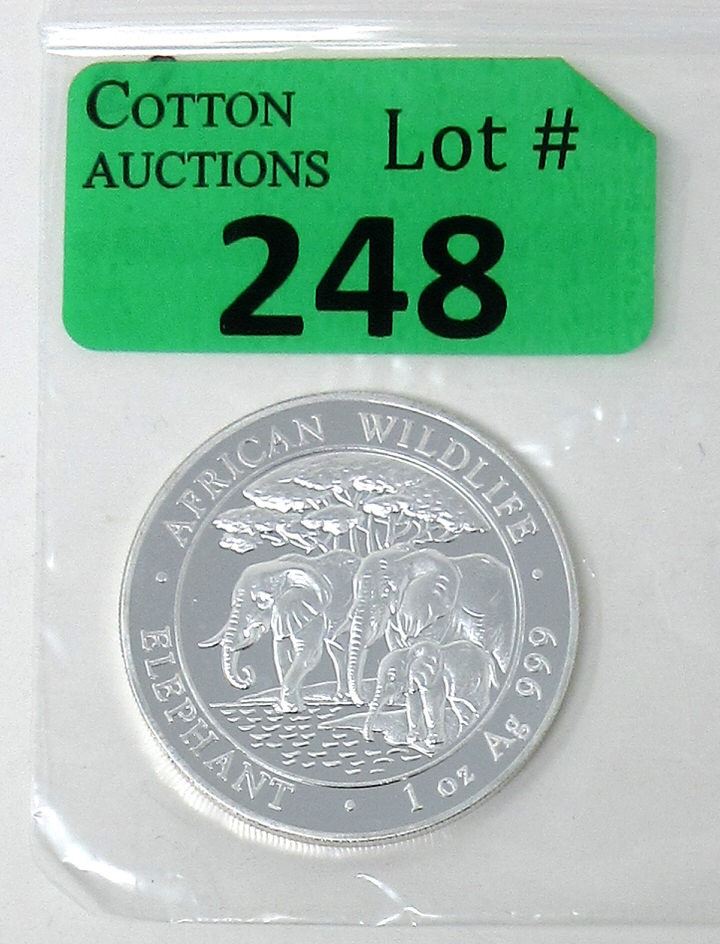 COTTON
AUCTIONS
Lot #
248
AFRICAN WILDLIFE
ELEPHANT
1 oz Ag 999